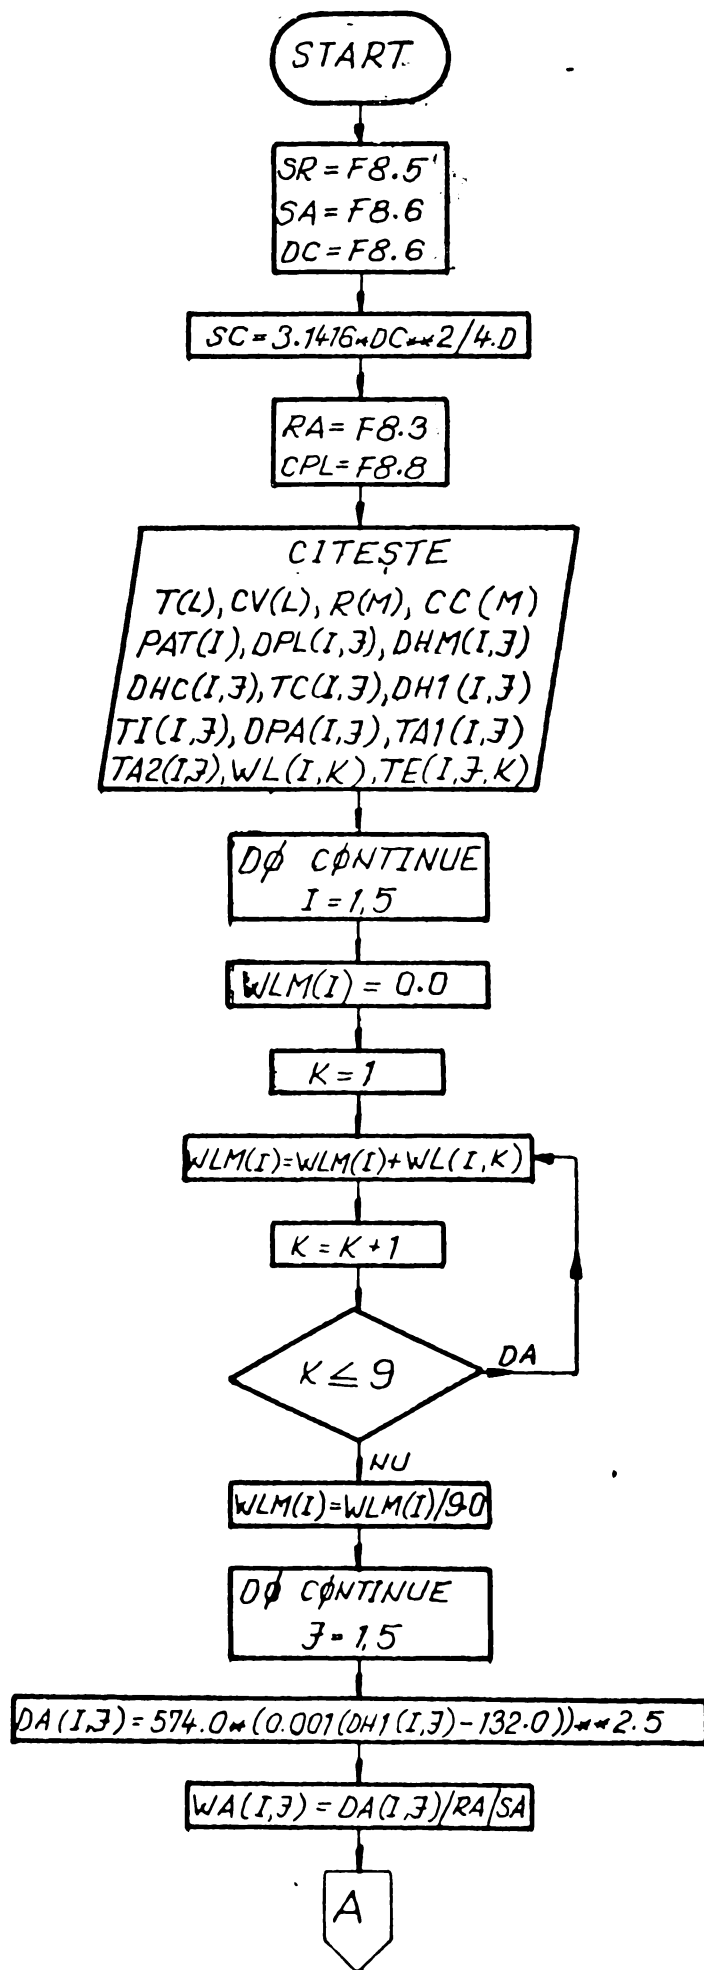 START
SR = F8.5
SA = F8.6
DC = F8.6
SC = 3.1416*DC**2/4.D
RA = F8.3
CPL = F8.8
CITEȘTE
T(L), CV(L), R(M), CC(M)
PAT(I), DPL(I,J), DHM(I,J)
DHC(I,J), TC(I,J), DH1(I,J)
TI(I,J), DPA(I,J), TA1(I,J)
TA2(I,J), WL(I,K), TE(I,J,K)
DØ CØNTINUE
I = 1,5
WLM(I) = 0.0
K = 1
WLM(I)=WLM(I)+WL(I,K)
K = K + 1
K ≤ 9
DA
NU
WLM(I)=WLM(I)/90
DØ CØNTINUE
J = 1,5
DA(I,J) = 574.0*(0.001(DH1(I,J)-132.0))**2.5
WA(I,J) = DA(I,J)/RA/SA
A